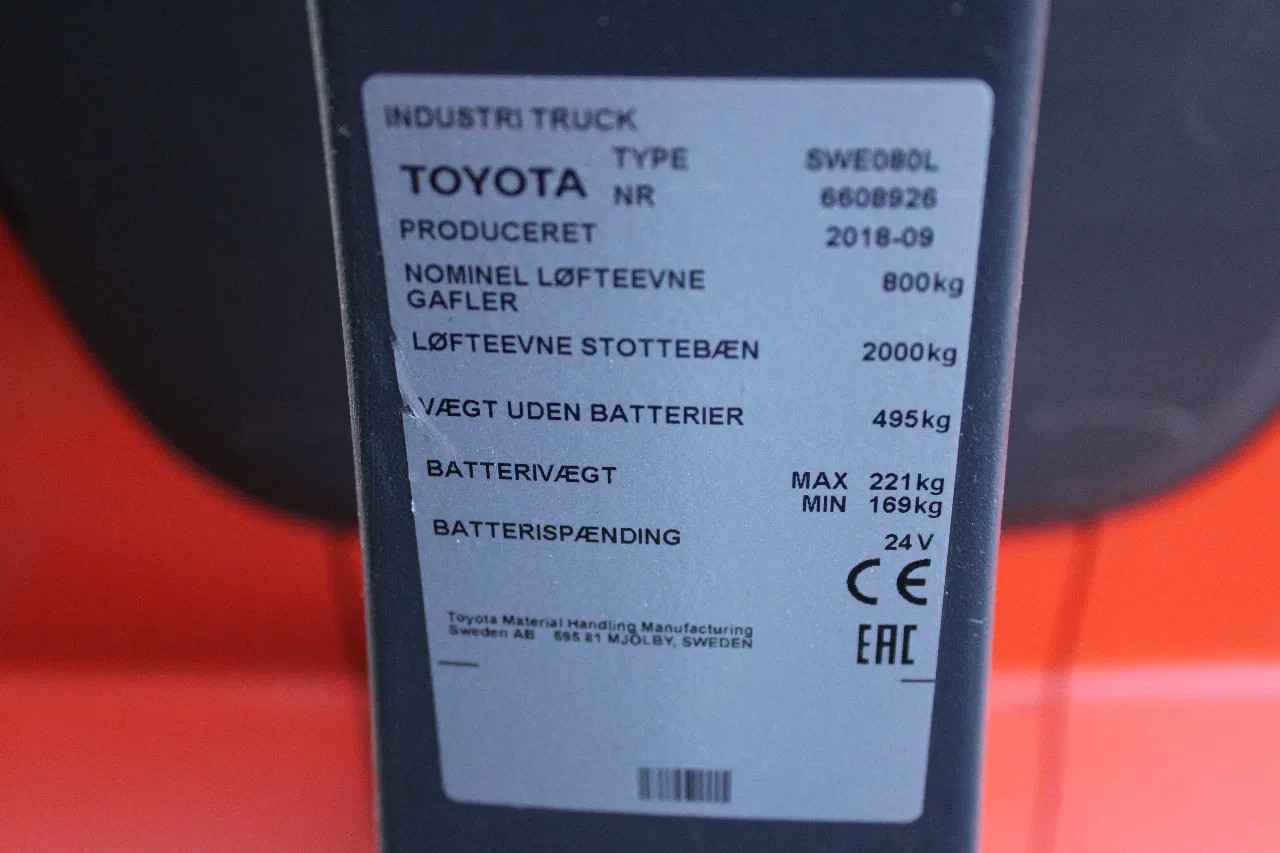 INDUSTRI TRUCK
TOYOTA
TYPE SWE080L
NR 6608926
PRODUCERET 2018-09
NOMINEL LØFTEEVNE 800kg
GAFLER
LØFTEEVNE STOTTEBÆN 2000kg
VÆGT UDEN BATTERIER 495kg
BATTERIVÆGT MAX 221kg
MIN 169kg
BATTERISPÆNDING 24V
CE
EAC
Toyota Material Handling Manufacturing
Sweden AB 595 81 MJÖLBY, SWEDEN